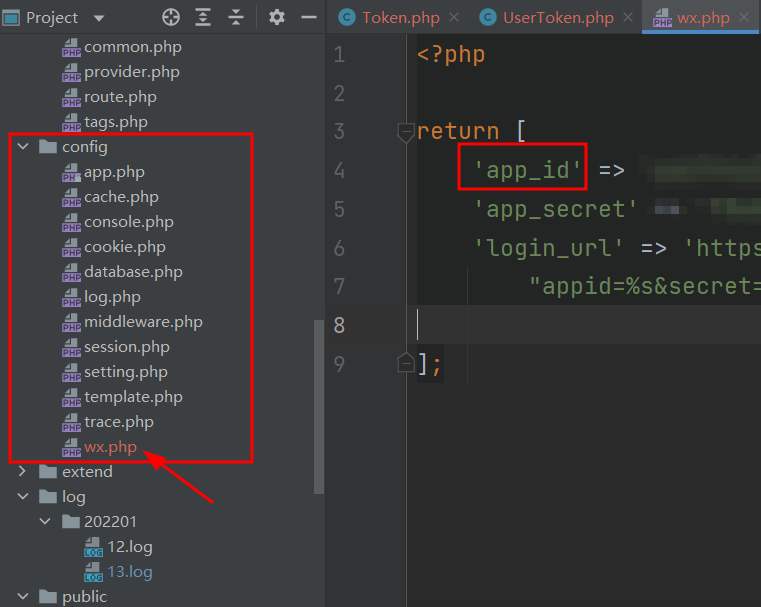 Project
Token.php
UserToken.php
wx.php
common.php
provider.php
route.php
tags.php
config
app.php
cache.php
console.php
cookie.php
database.php
log.php
middleware.php
session.php
setting.php
template.php
trace.php
wx.php
extend
log
202201
12.log
13.log
public
1 <?php
2
3 return [
4 'app_id' =>
5 'app_secret'
6 'login_url' => 'https
7 "appid=%s&secret=
8
9 ];